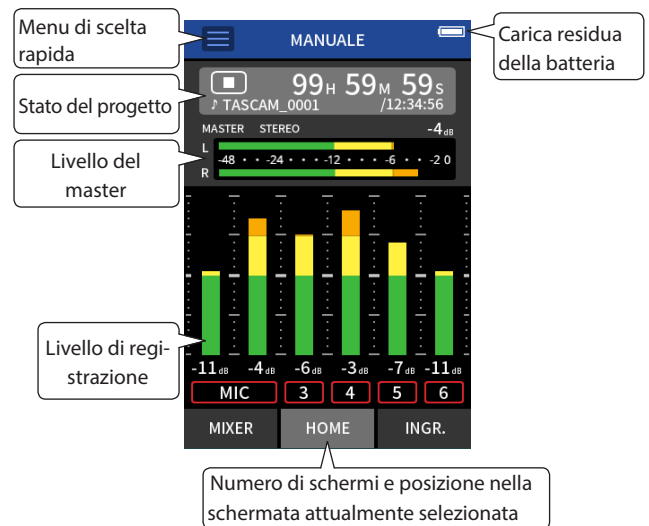 Menu di scelta
rapida
MANUALE
Carica residua
della batteria
Stato del progetto
99H 59M 59S
♪ TASCAM_0001 /12:34:56
MASTER STEREO -4dB
Livello del
master
L
-48 · · -24 · · · -12 · · · -6 · · -2 0
R
Livello di regi-
strazione
-11dB -4dB -6dB -3dB -7dB -11dB
MIC 3 4 5 6
MIXER HOME INGR.
Numero di schermi e posizione nella
schermata attualmente selezionata